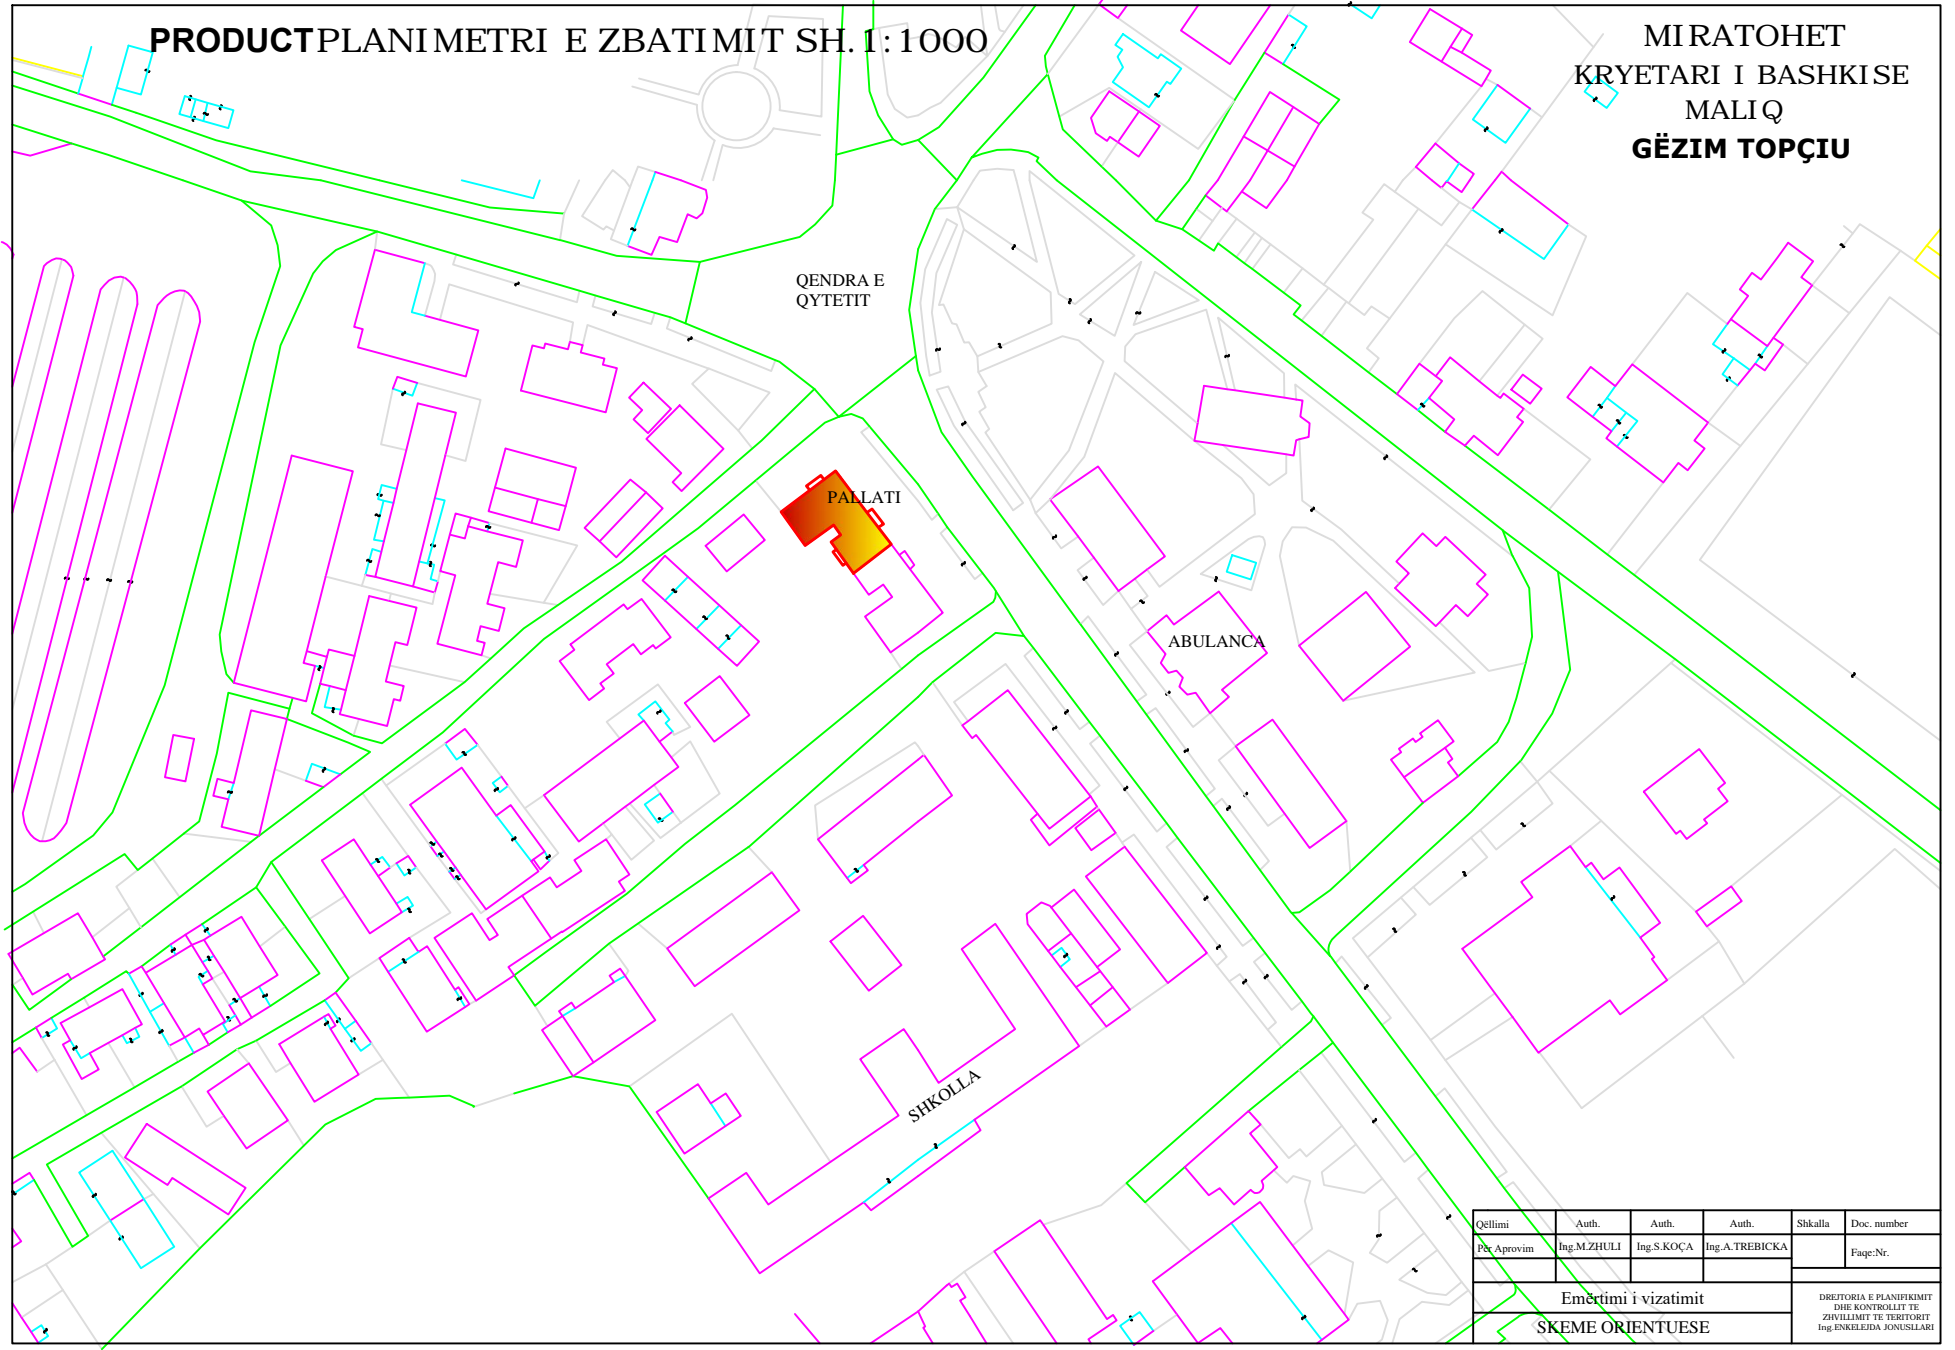 PRODUCT PLANIMETRI E ZBATIMIT SH.1:1000
MIRATOHET
KRYETARI I BASHKISE
MALIQ
GËZIM TOPÇIU
QENDRA E
QYTETIT
PALLATI
ABULANCA
SHKOLLA
Qëllimi Auth. Auth. Auth. Shkalla Doc. number
Për Aprovim Ing.M.ZHULI Ing.S.KOÇA Ing.A.TREBICKA Faqe:Nr.
Emërtimi i vizatimit
SKEME ORIENTUESE
DREJTORIA E PLANIFIKIMIT
DHE KONTROLLIT TE
ZHVILLIMIT TE TERITORIT
Ing.ENKELEJDA JONUSLLARI